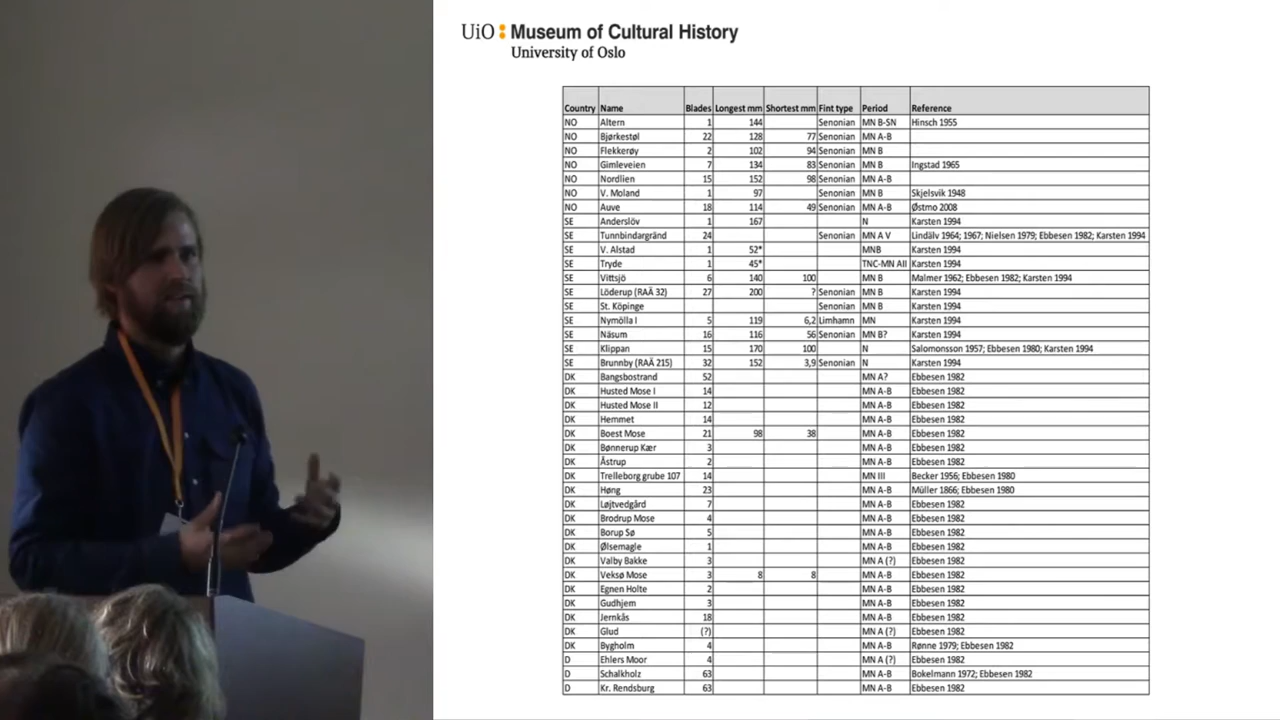 UiO : Museum of Cultural History
University of Oslo
Country Name Blades Longest mm Shortest mm Fint type Period Reference
NO Altern 1 144 Senonian MN B-SN Hinsch 1955
NO Bjørkestøl 22 128 77 Senonian MN A-B
NO Flekkerøy 2 102 94 Senonian MN B
NO Gimleveien 7 134 83 Senonian MN B Ingstad 1965
NO Nordlien 15 152 98 Senonian MN A-B
NO V. Moland 1 97 Senonian MN B Skjelsvik 1948
NO Auve 18 114 49 Senonian MN A-B Østmo 2008
SE Anderslöv 1 167 N Karsten 1994
SE Tunnbindargränd 24 Senonian MN A V Lindälv 1964; 1967; Nielsen 1979; Ebbesen 1982; Karsten 1994
SE V. Alstad 1 52* MNB Karsten 1994
SE Tryde 1 45* TNC-MN AII Karsten 1994
SE Vittsjö 6 140 100 MN B Malmer 1962; Ebbesen 1982; Karsten 1994
SE Löderup (RAÄ 32) 27 200 ? Senonian MN B Karsten 1994
SE St. Köpinge Senonian MN B Karsten 1994
SE Nymölla I 5 119 6,2 Limhamn MN Karsten 1994
SE Näsum 16 116 56 Senonian MN B? Karsten 1994
SE Klippan 15 170 100 N Salomonsson 1957; Ebbesen 1980; Karsten 1994
SE Brunnby (RAÄ 215) 32 152 3,9 Senonian N Karsten 1994
DK Bangsbostrand 52 MN A? Ebbesen 1982
DK Husted Mose I 14 MN A-B Ebbesen 1982
DK Husted Mose II 12 MN A-B Ebbesen 1982
DK Hemmet 14 MN A-B Ebbesen 1982
DK Boest Mose 21 98 38 MN A-B Ebbesen 1982
DK Bønnerup Kær 3 MN A-B Ebbesen 1982
DK Åstrup 2 MN A-B Ebbesen 1982
DK Trelleborg grube 107 14 MN III Becker 1956; Ebbesen 1980
DK Høng 23 MN A-B Müller 1866; Ebbesen 1980
DK Løjtvedgård 7 MN A-B Ebbesen 1982
DK Brodrup Mose 4 MN A-B Ebbesen 1982
DK Borup Sø 5 MN A-B Ebbesen 1982
DK Ølsemagle 1 MN A-B Ebbesen 1982
DK Valby Bakke 3 MN A (?) Ebbesen 1982
DK Veksø Mose 3 8 8 MN A-B Ebbesen 1982
DK Egnen Holte 2 MN A-B Ebbesen 1982
DK Gudhjem 3 MN A-B Ebbesen 1982
DK Jernkås 18 MN A-B Ebbesen 1982
DK Glud (?) MN A (?) Ebbesen 1982
DK Bygholm 4 MN A-B Rønne 1979; Ebbesen 1982
D Ehlers Moor 4 MN A (?) Ebbesen 1982
D Schalkholz 63 MN A-B Bokelmann 1972; Ebbesen 1982
D Kr. Rendsburg 63 MN A-B Ebbesen 1982